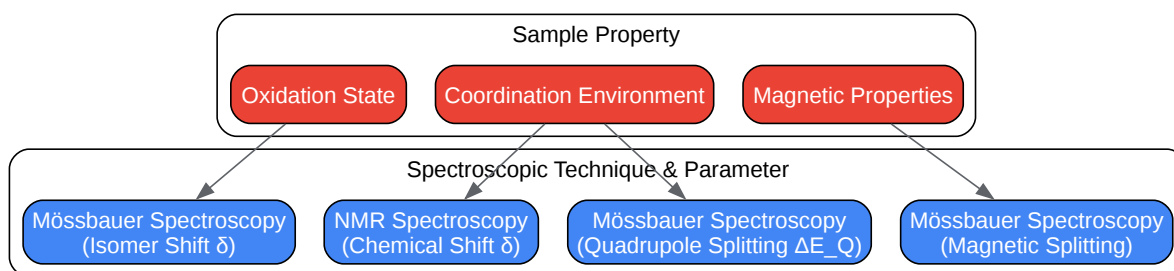 Sample Property
Oxidation State
Coordination Environment
Magnetic Properties
Spectroscopic Technique & Parameter
Mössbauer Spectroscopy
(Isomer Shift δ)
NMR Spectroscopy
(Chemical Shift δ)
Mössbauer Spectroscopy
(Quadrupole Splitting ΔE_Q)
Mössbauer Spectroscopy
(Magnetic Splitting)